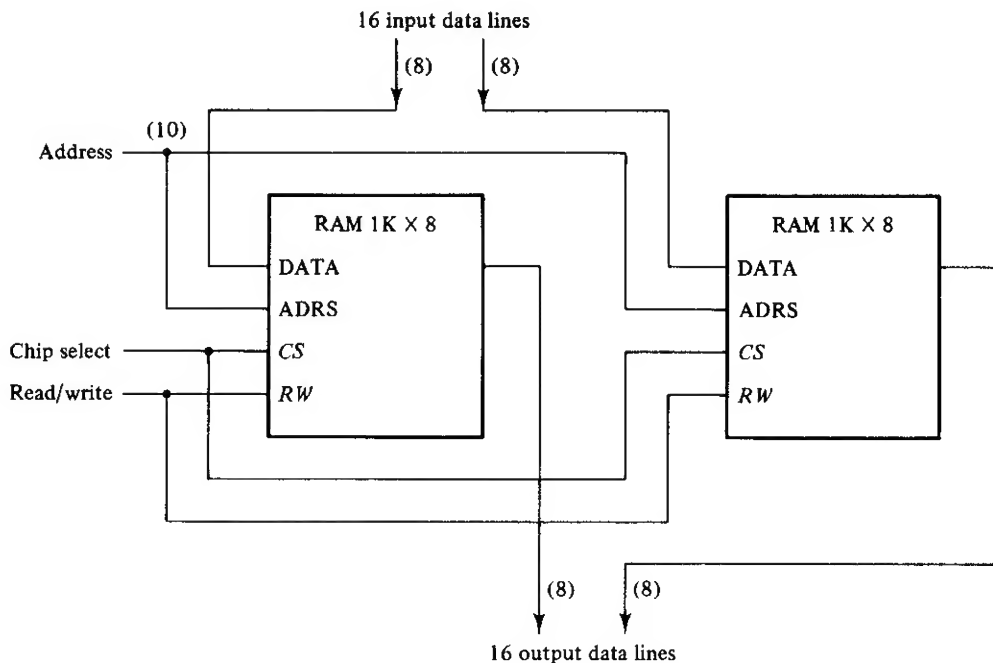 16 input data lines
(8)
(8)
(10)
Address
RAM 1K × 8
DATA
ADRS
CS
RW
RAM 1K × 8
DATA
ADRS
CS
RW
Chip select
Read/write
(8)
(8)
16 output data lines